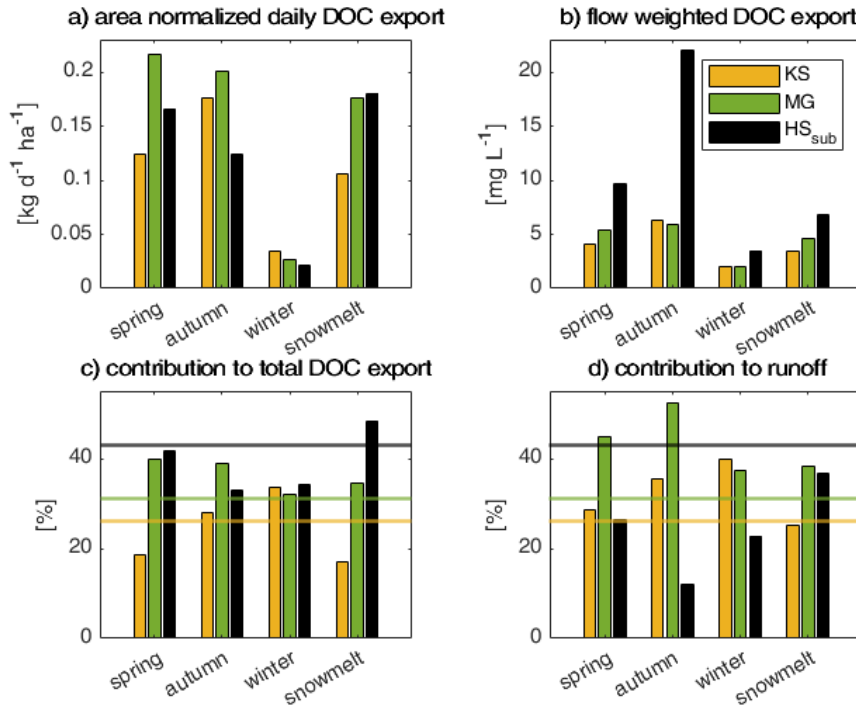 a) area normalized daily DOC export
[kg d⁻¹ ha⁻¹]
0.2
0.15
0.1
0.05
0
spring
autumn
winter
snowmelt
b) flow weighted DOC export
[mg L⁻¹]
20
15
10
5
0
KS
MG
HS_sub
spring
autumn
winter
snowmelt
c) contribution to total DOC export
[%]
40
20
0
spring
autumn
winter
snowmelt
d) contribution to runoff
[%]
40
20
0
spring
autumn
winter
snowmelt